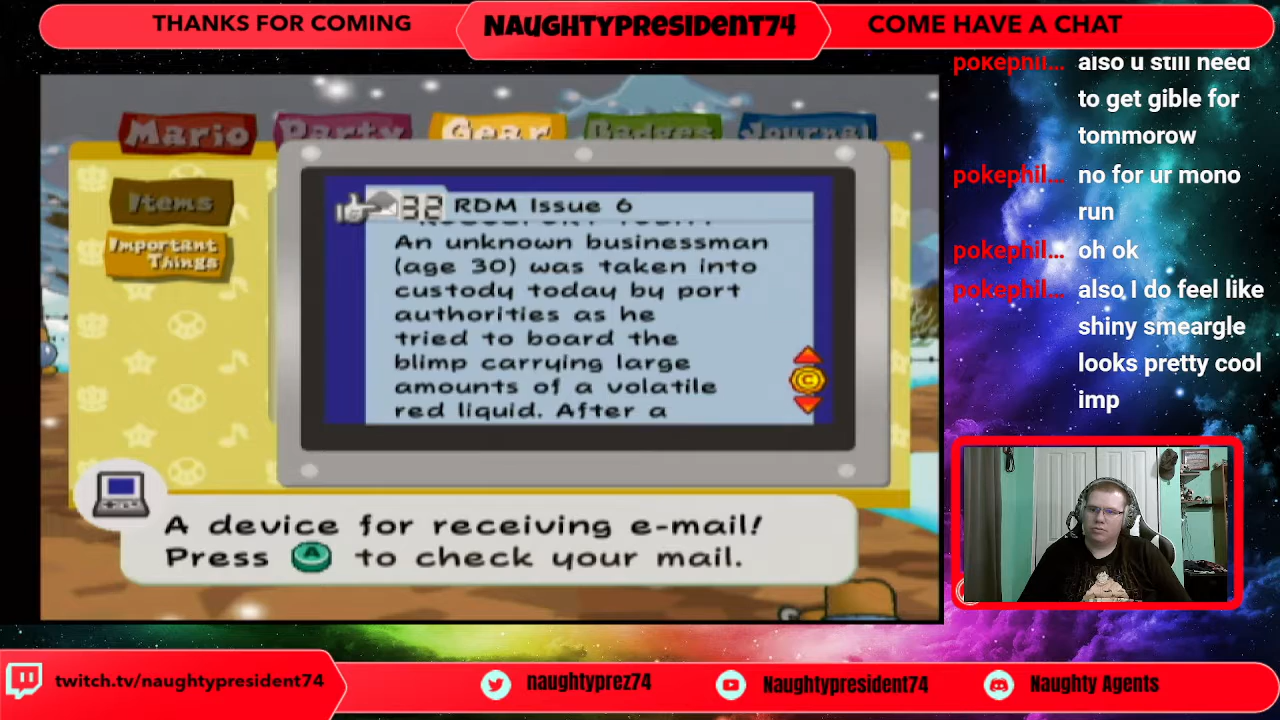 THANKS FOR COMING
NAUGHTYPRESIDENT74
COME HAVE A CHAT
Mario
Party
Gear
Badges
Journal
Items
Important
Things
32 RDM Issue 6
An unknown businessman
(age 30) was taken into
custody today by port
authorities as he
tried to board the
blimp carrying large
amounts of a volatile
red liquid. After a
C
A device for receiving e-mail!
Press A to check your mail.
pokephil... also u still need
to get gible for
tommorow
pokephil... no for ur mono
run
pokephil... oh ok
pokephil... also I do feel like
shiny smeargle
looks pretty cool
imp
twitch.tv/naughtypresident74
naughtyprez74
Naughtypresident74
Naughty Agents